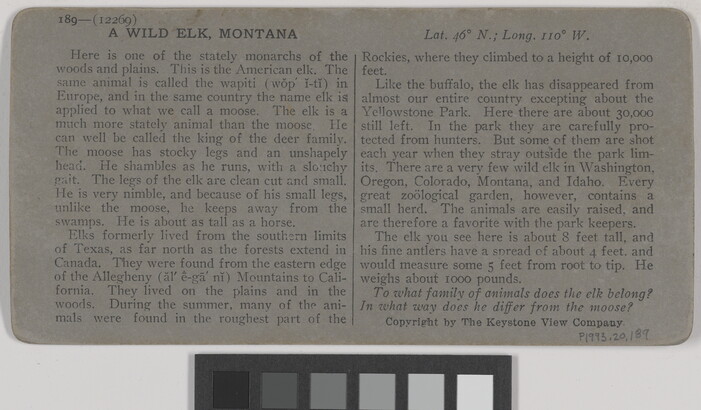 189—(12269)
A WILD ELK, MONTANA
Lat. 46° N.; Long. 110° W.
Here is one of the stately monarchs of the
woods and plains. This is the American elk. The
same animal is called the wapiti (wŏp' ĭ-tĭ) in
Europe, and in the same country the name elk is
applied to what we call a moose. The elk is a
much more stately animal than the moose. He
can well be called the king of the deer family.
The moose has stocky legs and an unshapely
head. He shambles as he runs, with a slouchy
gait. The legs of the elk are clean cut and small.
He is very nimble, and because of his small legs,
unlike the moose, he keeps away from the
swamps. He is about as tall as a horse.
Elks formerly lived from the southern limits
of Texas, as far north as the forests extend in
Canada. They were found from the eastern edge
of the Allegheny (ăl' ê-gā' nĭ) Mountains to Cali-
fornia. They lived on the plains and in the
woods. During the summer, many of the ani-
mals were found in the roughest part of the
Rockies, where they climbed to a height of 10,000
feet.
Like the buffalo, the elk has disappeared from
almost our entire country excepting about the
Yellowstone Park. Here there are about 30,000
still left. In the park they are carefully pro-
tected from hunters. But some of them are shot
each year when they stray outside the park lim-
its. There are a very few wild elk in Washington,
Oregon, Colorado, Montana, and Idaho. Every
great zoölogical garden, however, contains a
small herd. The animals are easily raised, and
are therefore a favorite with the park keepers.
The elk you see here is about 8 feet tall, and
his fine antlers have a spread of about 4 feet, and
would measure some 5 feet from root to tip. He
weighs about 1000 pounds.
To what family of animals does the elk belong?
In what way does he differ from the moose?
Copyright by The Keystone View Company
P1993.20.189